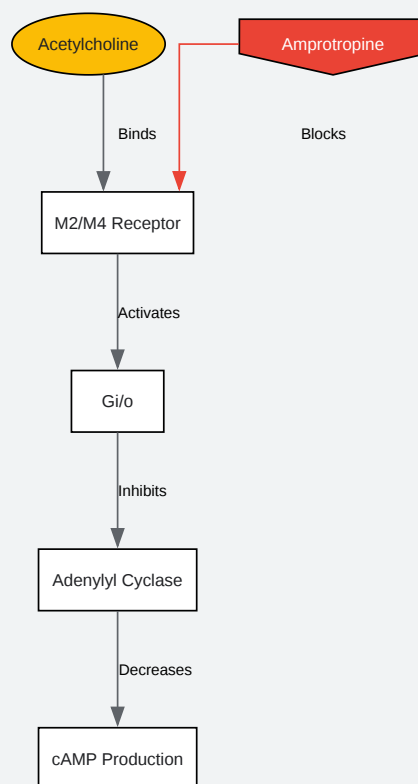 Acetylcholine
Amprotropine
Binds
Blocks
M2/M4 Receptor
Activates
Gi/o
Inhibits
Adenylyl Cyclase
Decreases
cAMP Production